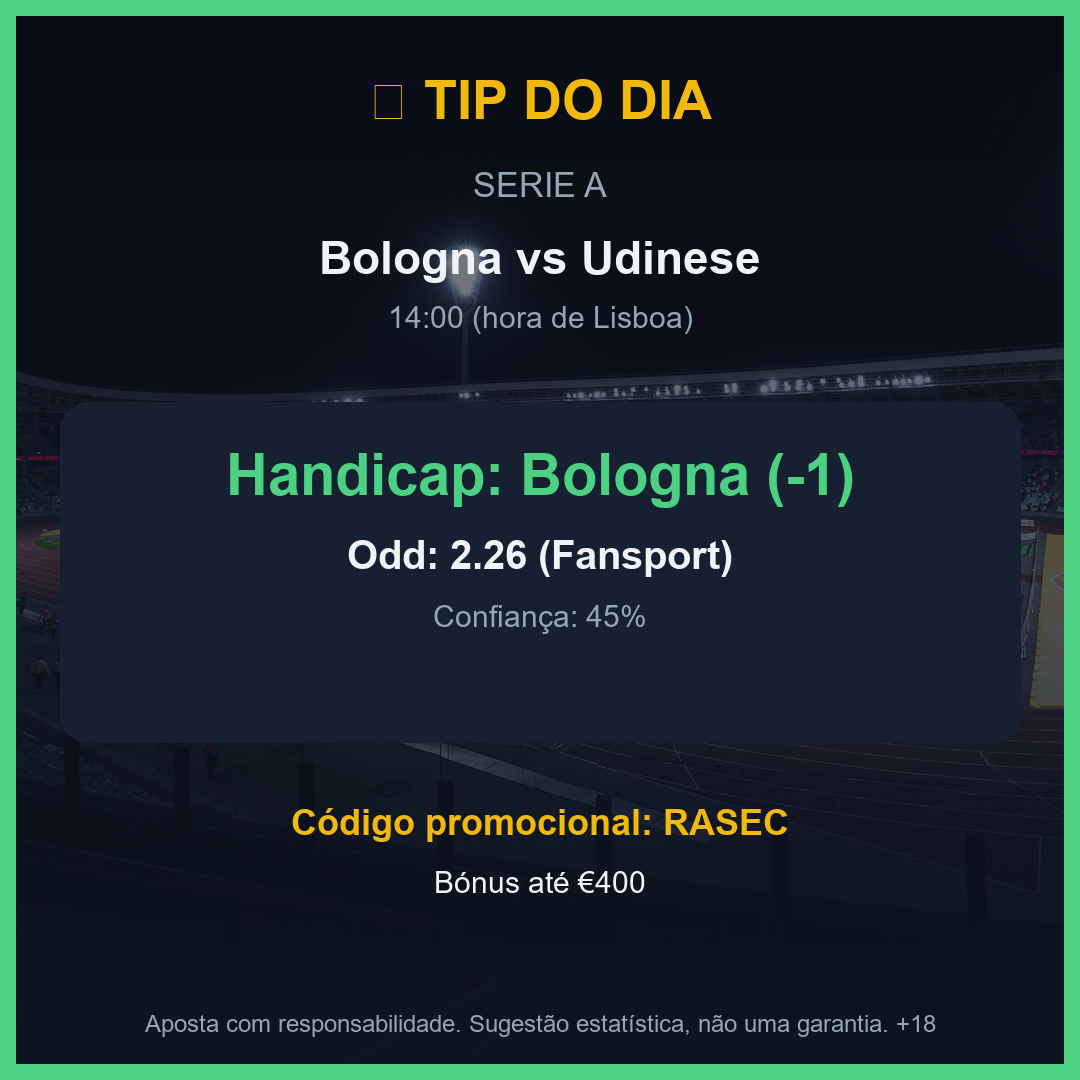 TIP DO DIA
SERIE A
Bologna vs Udinese
14:00 (hora de Lisboa)
Handicap: Bologna (-1)
Odd: 2.26 (Fansport)
Confiança: 45%
Código promocional: RASEC
Bónus até €400
Aposta com responsabilidade. Sugestão estatística, não uma garantia. +18